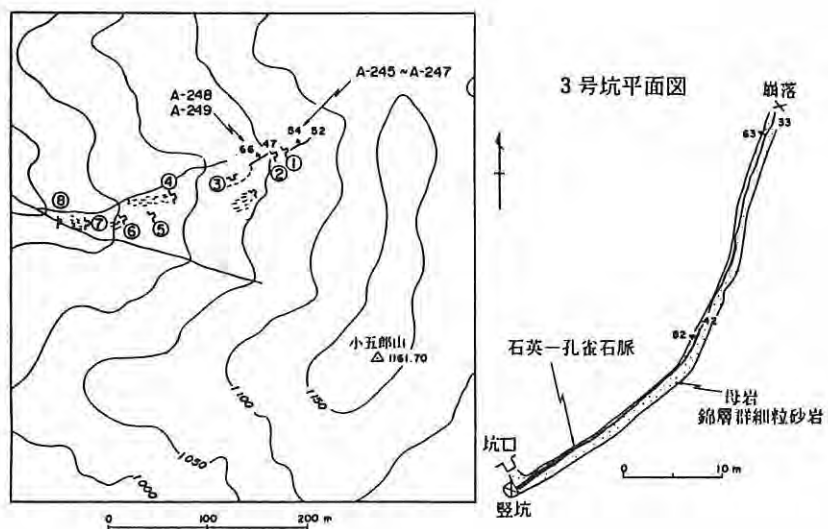 A-245 ~ A-247
A-248
A-249
54
52
47
66
①
②
③
④
⑧
⑦
⑥
⑤
小五郎山
△ 1161.70
1150
1100
1050
1000
0 100 200 m
3号坑平面図
崩落
33
63
42
石英-孔雀石脈
母岩
錦層群細粒砂岩
坑口
竪坑
0 10 m